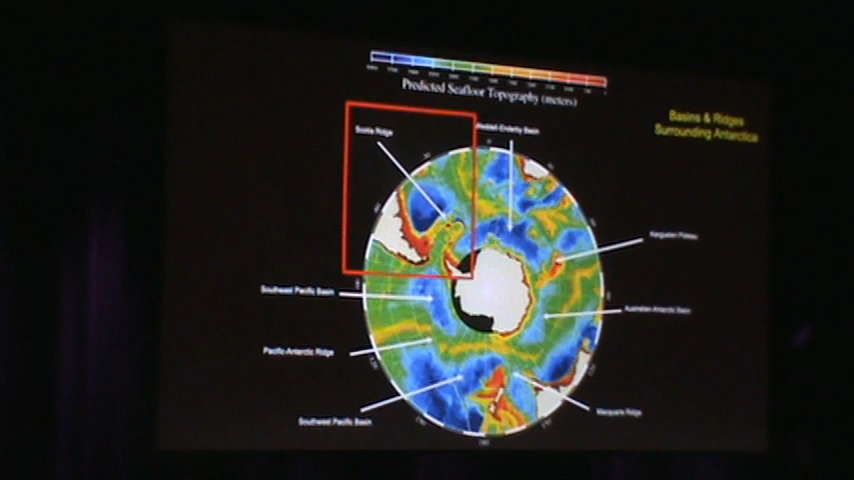 Predicted Seafloor Topography (meters)
Basins & Ridges
Surrounding Antarctica
Scotia Ridge
Weddell-Enderby Basin
Kerguelen Plateau
Southwest Pacific Basin
Australian-Antarctic Basin
Pacific-Antarctic Ridge
Macquarie Ridge
Southwest Pacific Basin